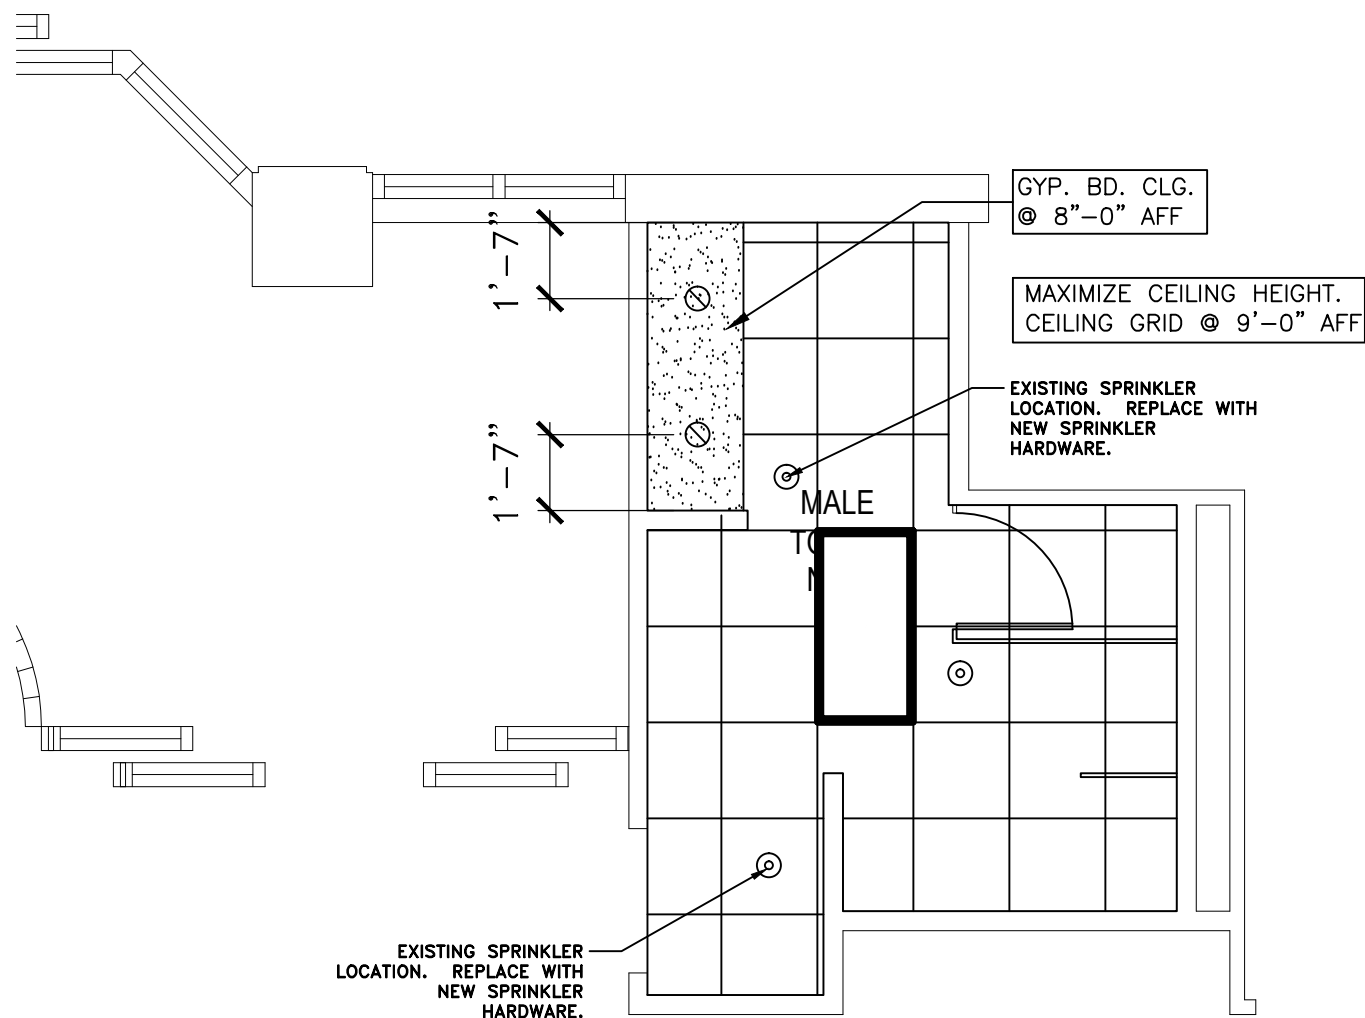 GYP. BD. CLG.
@ 8"-0" AFF
1'-7"
MAXIMIZE CEILING HEIGHT.
CEILING GRID @ 9'-0" AFF
EXISTING SPRINKLER
LOCATION. REPLACE WITH
NEW SPRINKLER
HARDWARE.
1'-7"
MALE
EXISTING SPRINKLER
LOCATION. REPLACE WITH
NEW SPRINKLER
HARDWARE.